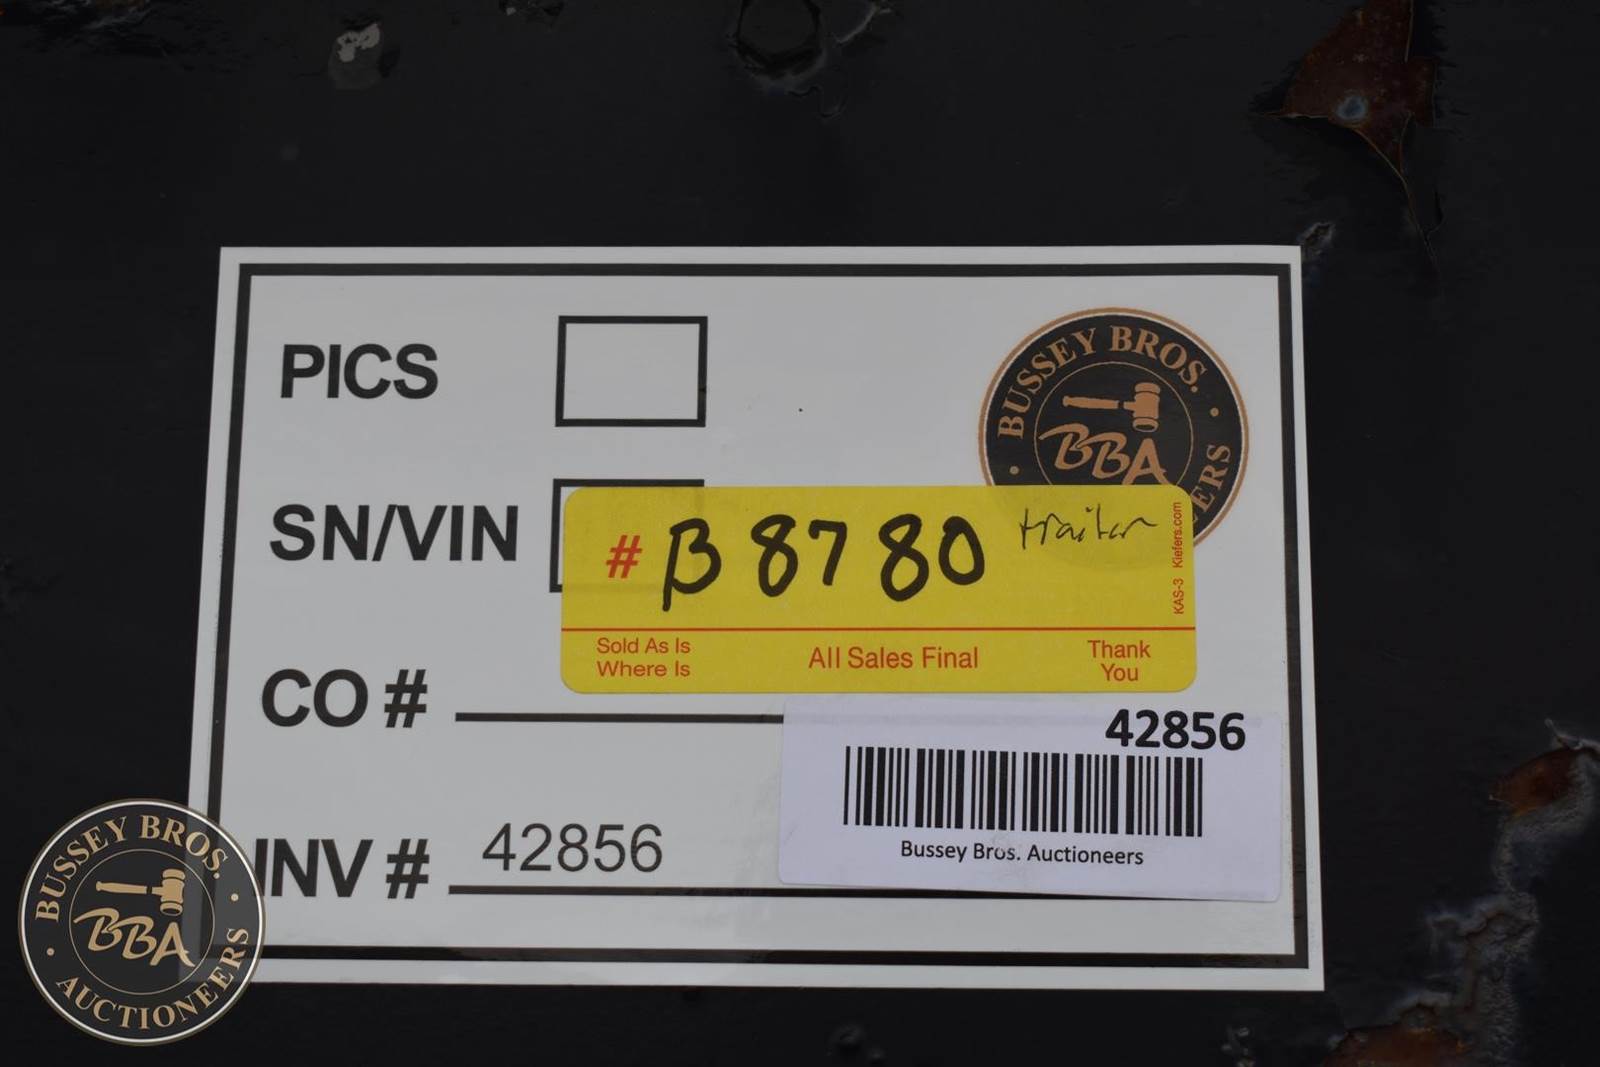 PICS
BUSSEY BROS.
BBA
ERS
SN/VIN
# B8780 trailer
KAS-3 Kiefers.com
Sold As Is
Where Is
All Sales Final
Thank
You
CO #
42856
Bussey Bros. Auctioneers
INV # 42856
BUSSEY BROS.
BBA
AUCTIONEERS